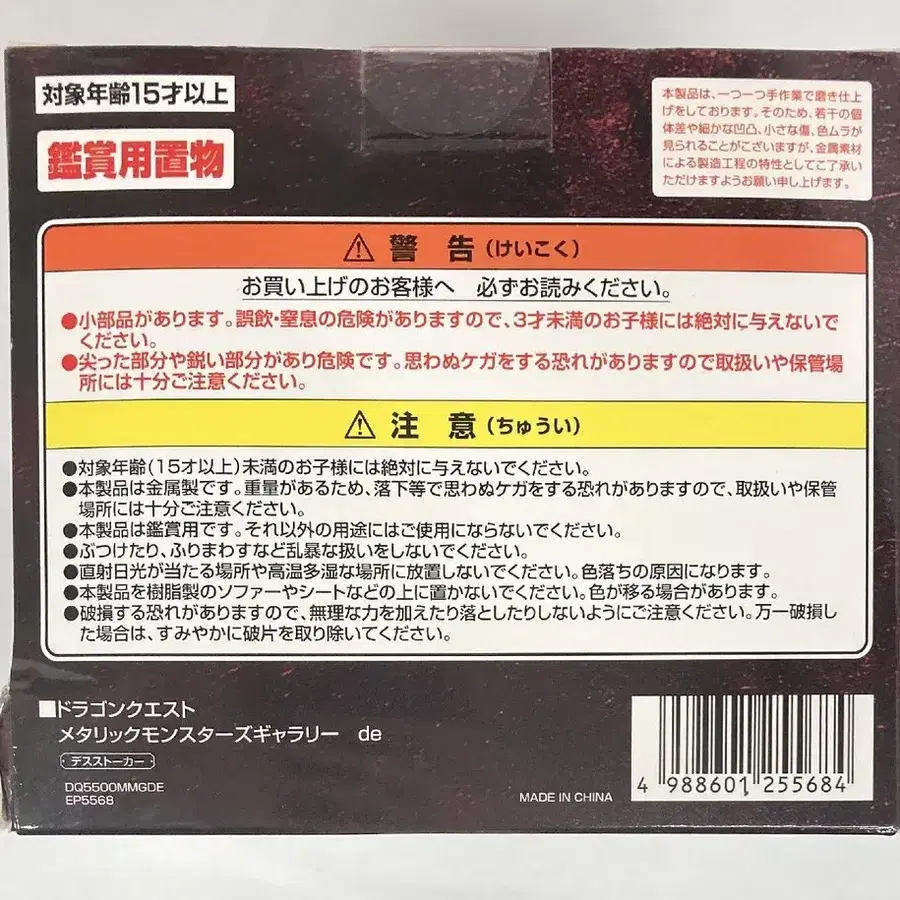 対象年齢15才以上
鑑賞用置物
本製品は、一つ一つ手作業で磨き仕上
げをしております。そのため、若干の個
体差や細かな凹凸、小さな傷、色ムラが
見られることがございますが、金属素材
による製造工程の特性としてご了承い
ただけますようお願い申し上げます。
⚠ 警 告 (けいこく)
お買い上げのお客様へ 必ずお読みください。
●小部品があります。誤飲・窒息の危険がありますので、3才未満のお子様には絶対に与えないで
ください。
●尖った部分や鋭い部分があり危険です。思わぬケガをする恐れがありますので取扱いや保管場
所には十分ご注意ください。
⚠ 注 意 (ちゅうい)
●対象年齢(15才以上)未満のお子様には絶対に与えないでください。
●本製品は金属製です。重量があるため、落下等で思わぬケガをする恐れがありますので、取扱いや保管
場所には十分ご注意ください。
●本製品は鑑賞用です。それ以外の用途にはご使用にならないでください。
●ぶつけたり、ふりまわすなど乱暴な扱いをしないでください。
●直射日光が当たる場所や高温多湿な場所に放置しないでください。色落ちの原因になります。
●本製品を樹脂製のソファーやシートなどの上に置かないでください。色が移る場合があります。
●破損する恐れがありますので、無理な力を加えたり落としたりしないようにご注意ください。万一破損し
た場合は、すみやかに破片を取り除いてください。
■ドラゴンクエスト
メタリックモンスターズギャラリー de
デスストーカー
DQ5500MMGDE
EP5568
MADE IN CHINA
4 988601 255684